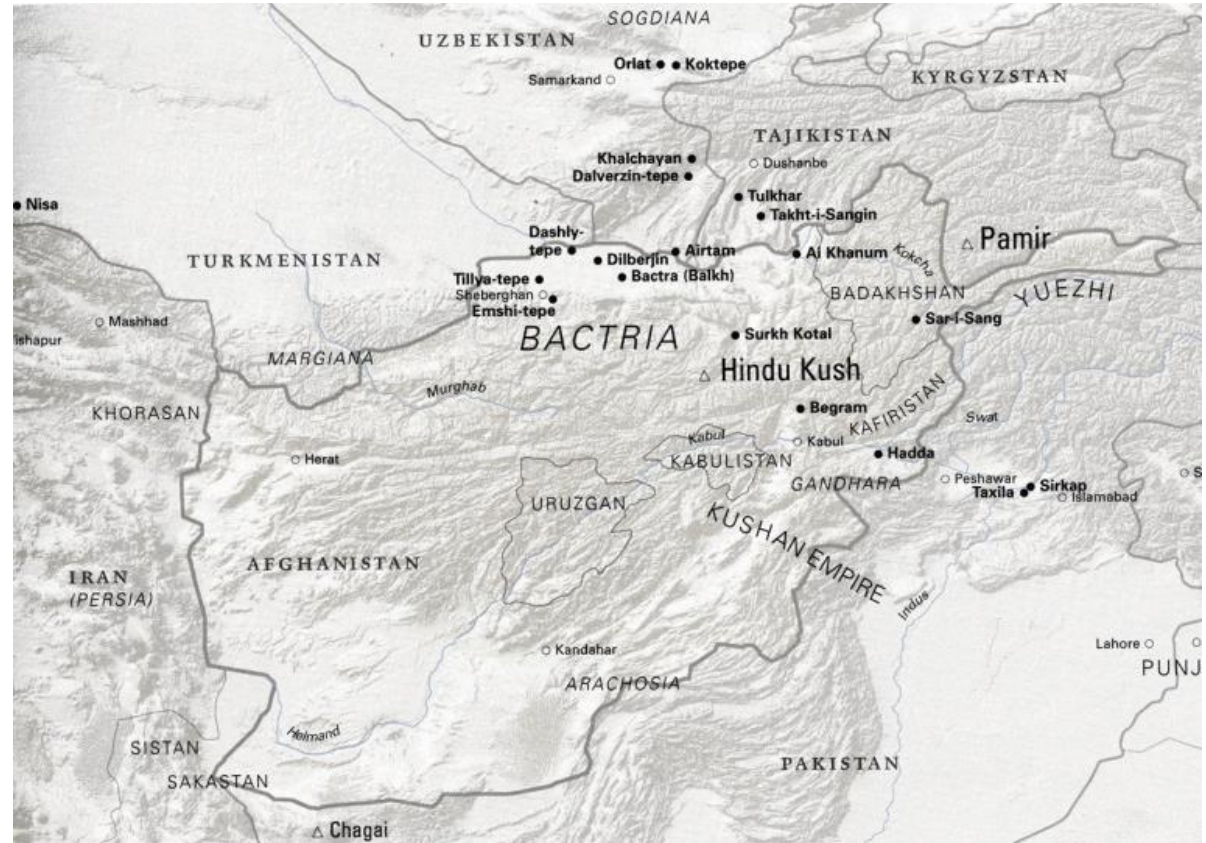 SOGDIANA
UZBEKISTAN
Orlat
Koktepe
Samarkand
KYRGYZSTAN
TAJIKISTAN
Khalchayan
Dushanbe
Dalverzin-tepe
Tulkhar
Nisa
Takht-i-Sangin
Dashly-
tepe
Airtam
Pamir
Ai Khanum
Kokcha
TURKMENISTAN
Dilberjin
Tillya-tepe
Bactra (Balkh)
Sheberghan
BADAKHSHAN
YUEZHI
Emshi-tepe
Mashhad
Sar-i-Sang
ishapur
BACTRIA
Surkh Kotal
MARGIANA
Hindu Kush
Murghab
KHORASAN
Begram
KAFIRISTAN
Swat
Kabul
Kabul
Herat
KABULISTAN
Hadda
GANDHARA
Peshawar
Sirkap
Taxila
Islamabad
S
URUZGAN
KUSHAN EMPIRE
AFGHANISTAN
IRAN
(PERSIA)
Indus
Kandahar
Lahore
PUNJ
ARACHOSIA
Helmand
SISTAN
PAKISTAN
SAKASTAN
Chagai